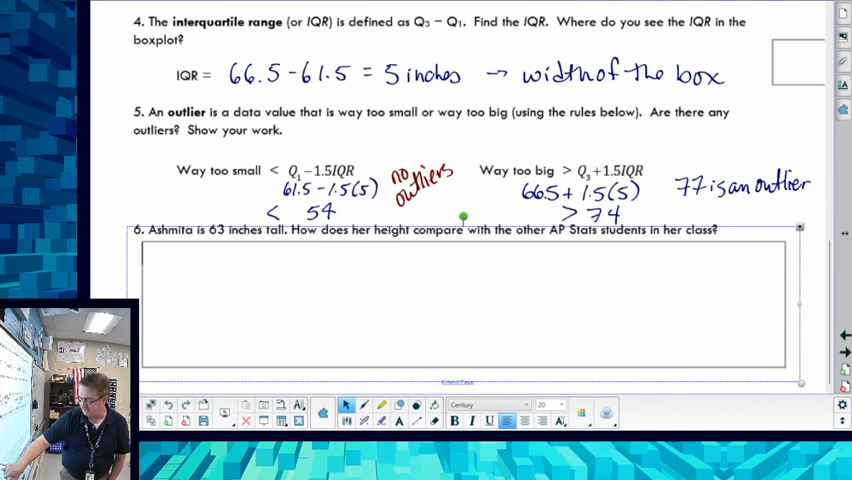 4. The interquartile range (or IQR) is defined as Q₃ – Q₁. Find the IQR. Where do you see the IQR in the
boxplot?
IQR = 66.5 - 61.5 = 5 inches → width of the box
5. An outlier is a data value that is way too small or way too big (using the rules below). Are there any
outliers? Show your work.
Way too small < Q₁ − 1.5IQR
61.5 - 1.5(5)
< 54
no
outliers
Way too big > Q₃ + 1.5IQR
66.5 + 1.5(5)
> 74
77 is an outlier
6. Ashmita is 63 inches tall. How does her height compare with the other AP Stats students in her class?
Extend Page
Century 20
B I U